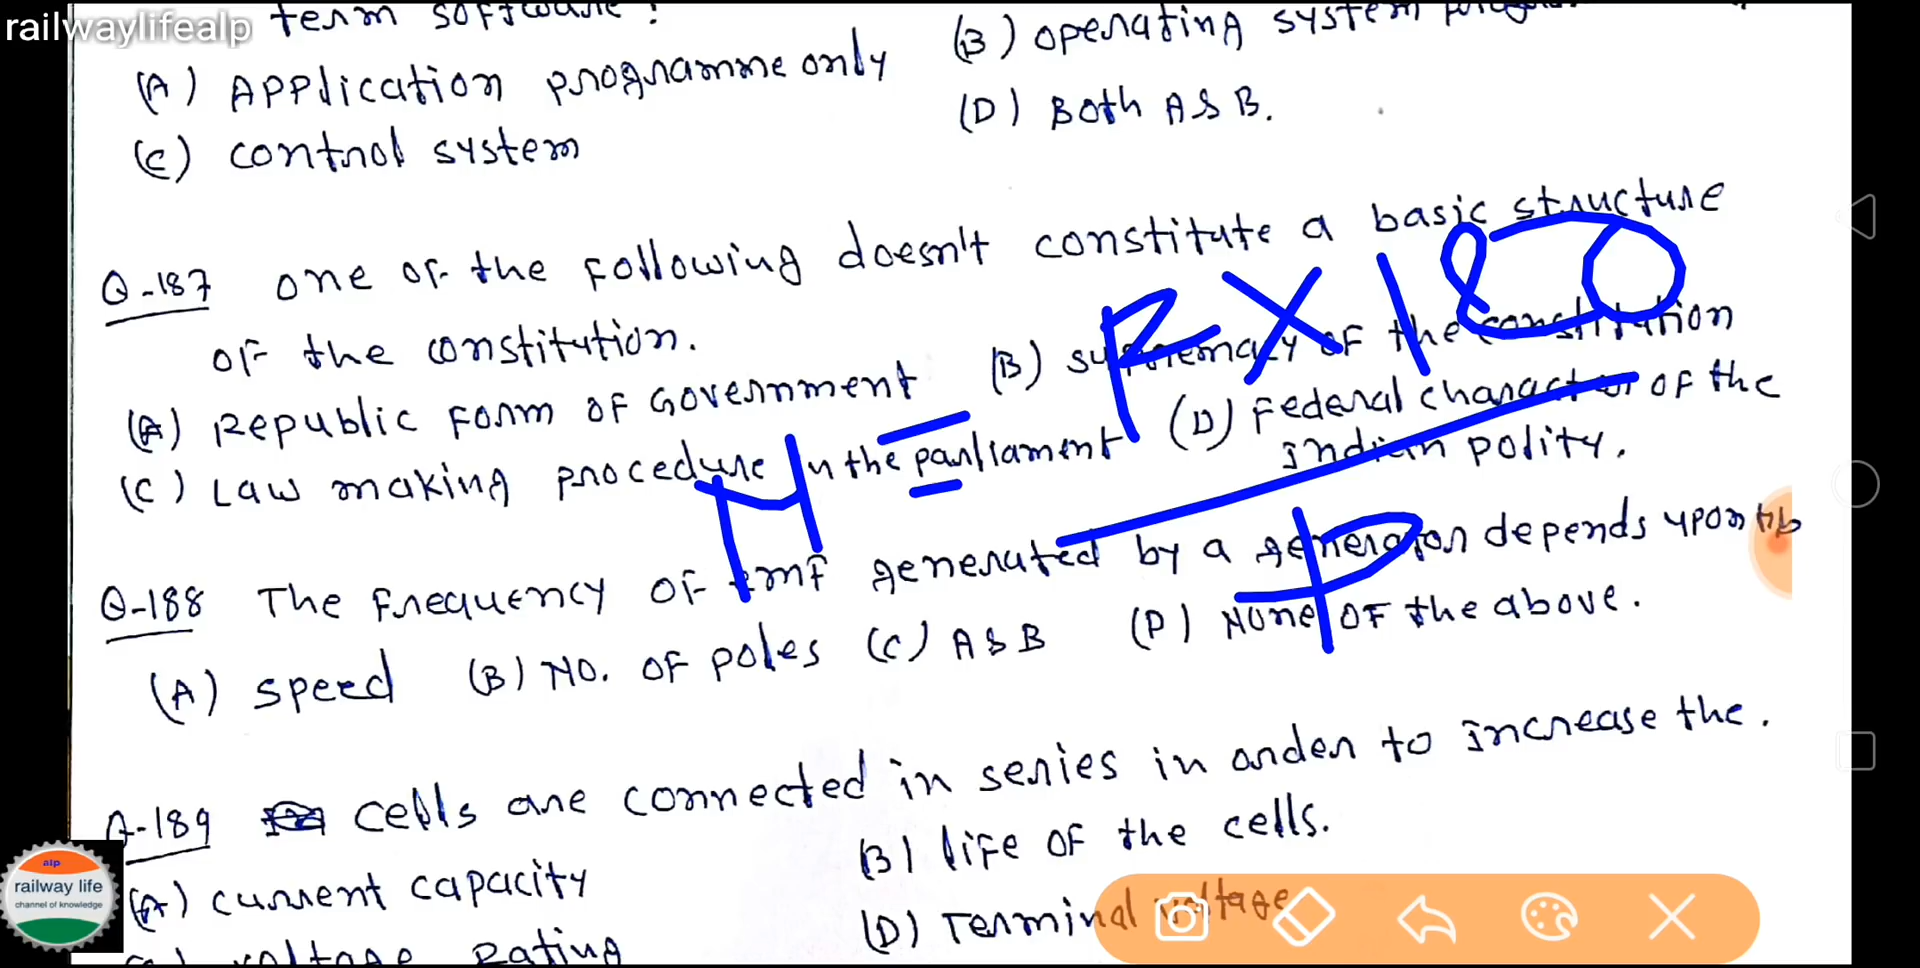 railwaylifealp
term software?
(A) Application programme only
(B) operating system
(C) control system
(D) Both A & B.
Q-187 one of the following doesn't constitute a basic structure
of the constitution.
(A) Republic form of Government
(B) supremacy of the constitution
(C) Law making procedure in the parliament
(D) Federal character of the
Indian polity.
Q-188 The frequency of emf generated by a generator depends upon its
(A) speed (B) No. of poles (C) A & B (D) None of the above.
N P
F X 180
Q-189 cells are connected in series in order to increase the.
(A) current capacity
(B) life of the cells.
(D) Terminal voltage
voltage Rating
alp
railway life
channel of knowledge